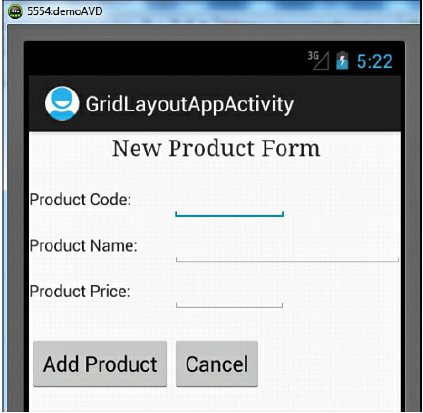 5554:demoAVD
3G 5:22
GridLayoutAppActivity
New Product Form
Product Code:
Product Name:
Product Price:
Add Product Cancel